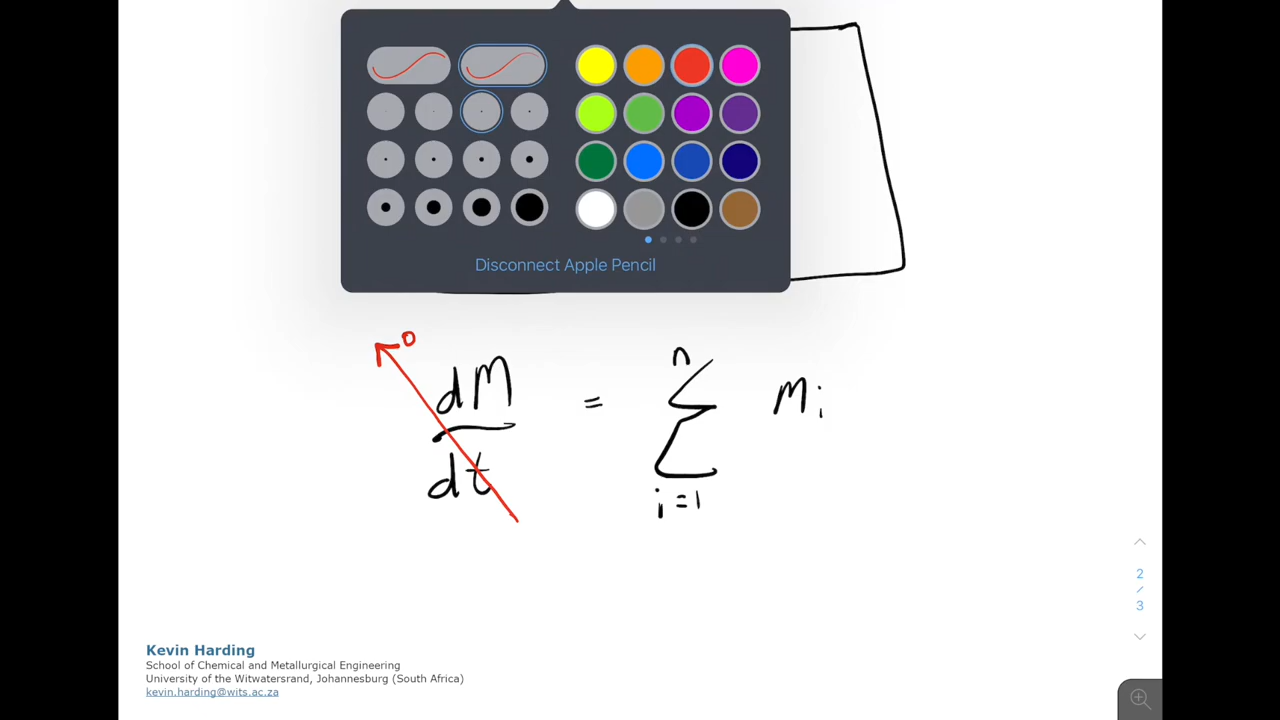 Disconnect Apple Pencil
0
dM/dt = n Σ i=1 Mi
2
/
3
Kevin Harding
School of Chemical and Metallurgical Engineering
University of the Witwatersrand, Johannesburg (South Africa)
kevin.harding@wits.ac.za